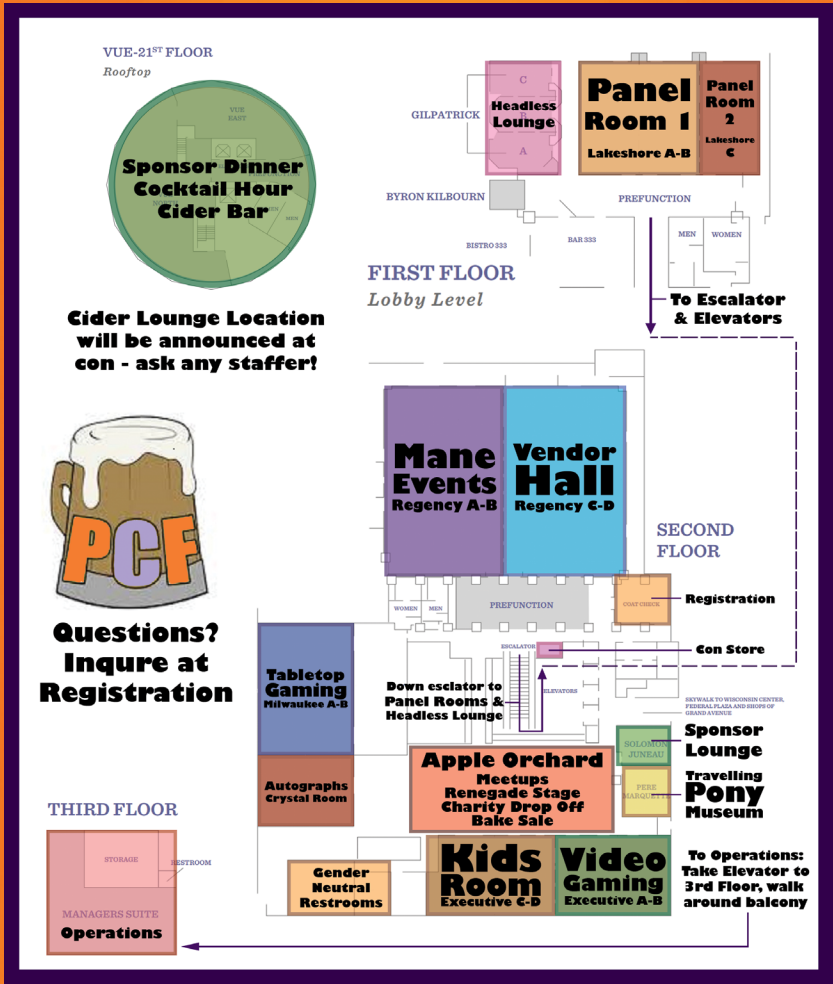 VUE-21ST FLOOR
Rooftop
VUE
EAST
Sponsor Dinner
Cocktail Hour
Cider Bar
MEN
Cider Lounge Location
will be announced at
con - ask any staffer!
GILPATRICK
C
B
A
Headless
Lounge
Panel
Room 1
Lakeshore A-B
Panel
Room
2
Lakeshore
C
BYRON KILBOURN
PREFUNCTION
BISTRO 333
BAR 333
MEN
WOMEN
FIRST FLOOR
Lobby Level
To Escalator
& Elevators
Mane
Events
Regency A-B
Vendor
Hall
Regency C-D
SECOND
FLOOR
WOMEN
MEN
PREFUNCTION
COAT CHECK
Registration
PCF
Questions?
Inqure at
Registration
ESCALATOR
Con Store
ELEVATORS
Down esclator to
Panel Rooms &
Headless Lounge
SKYWALK TO WISCONSIN CENTER,
FEDERAL PLAZA AND SHOPS OF
GRAND AVENUE
Tabletop
Gaming
Milwaukee A-B
Autographs
Crystal Room
SOLOMON
JUNEAU
Sponsor
Lounge
Apple Orchard
Meetups
Renegade Stage
Charity Drop Off
Bake Sale
PERE
MARQUETTE
Travelling
Pony
Museum
Gender
Neutral
Restrooms
Kids
Room
Executive C-D
Video
Gaming
Executive A-B
To Operations:
Take Elevator to
3rd Floor, walk
around balcony
THIRD FLOOR
STORAGE
RESTROOM
MANAGERS SUITE
Operations